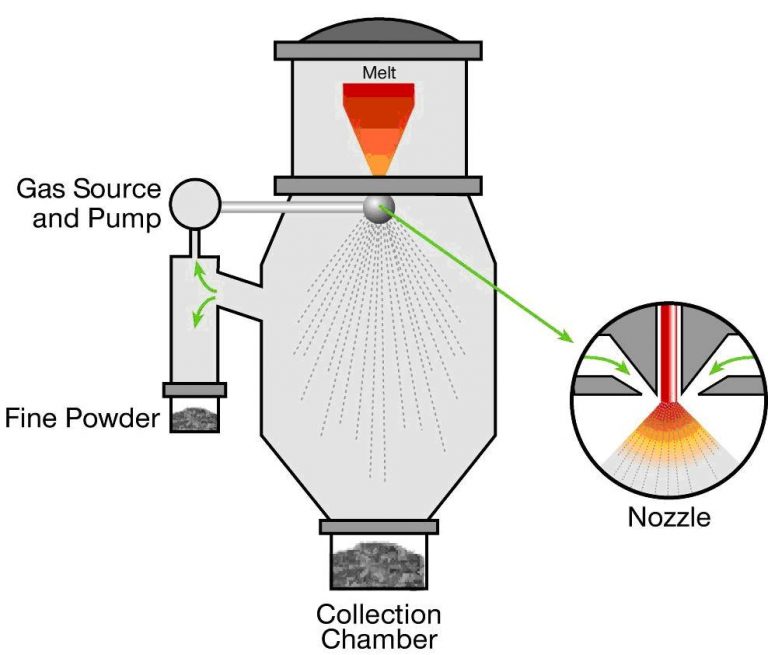 Melt
Gas Source
and Pump
Fine Powder
Nozzle
Collection
Chamber